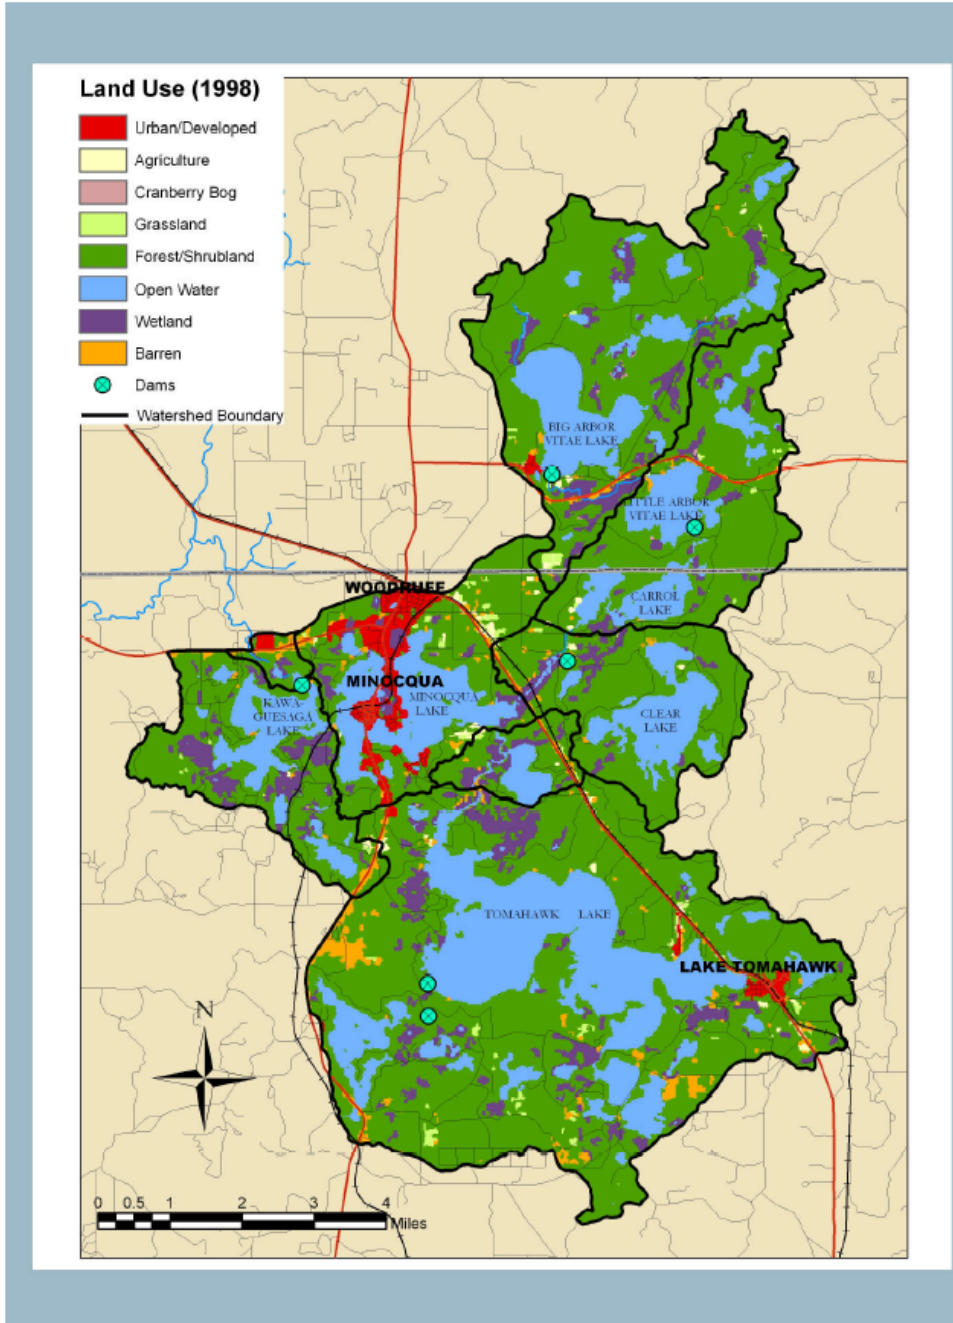 Land Use (1998)
Urban/Developed
Agriculture
Cranberry Bog
Grassland
Forest/Shrubland
Open Water
Wetland
Barren
Dams
Watershed Boundary
BIG ARBOR
VITAE LAKE
LITTLE ARBOR
VITAE LAKE
WOODRUFF
CARROL
LAKE
MINOCQUA
MINOCQUA
LAKE
KAWA-
GUESAGA
LAKE
CLEAR
LAKE
TOMAHAWK LAKE
LAKE TOMAHAWK
N
0 0.5 1 2 3 4
Miles